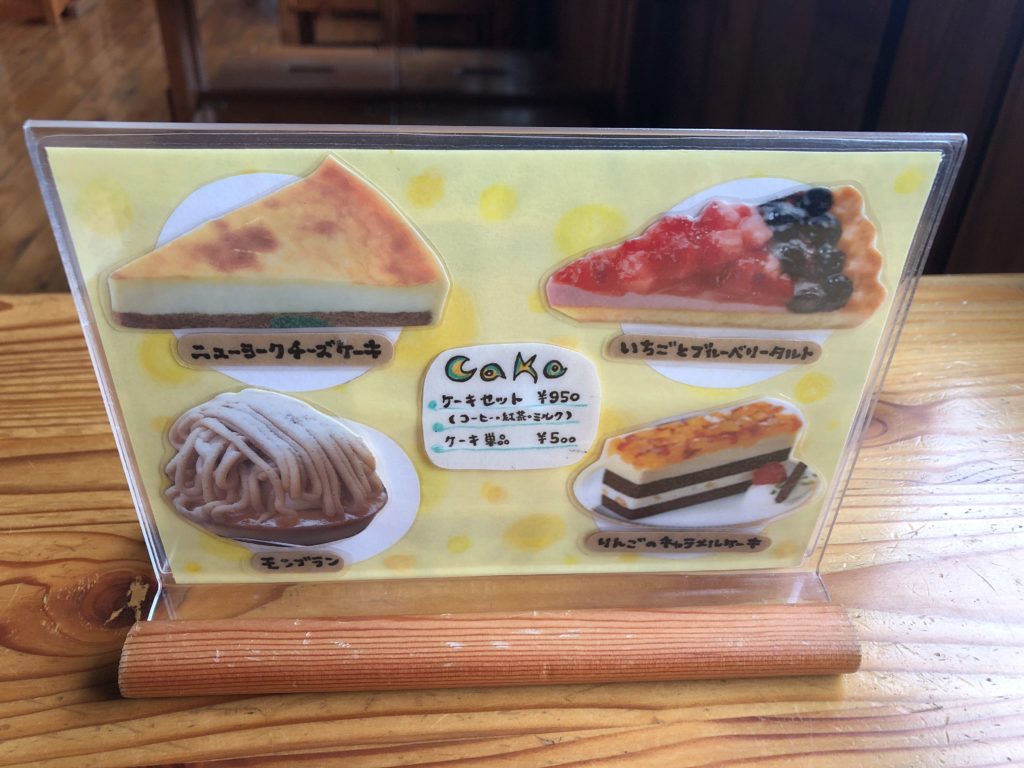 ニューヨークチーズケーキ
いちごとブルーベリータルト
Cake
ケーキセット ¥950
(コーヒー・紅茶・ミルク)
ケーキ単品 ¥500
モンブラン
りんごのキャラメルケーキ